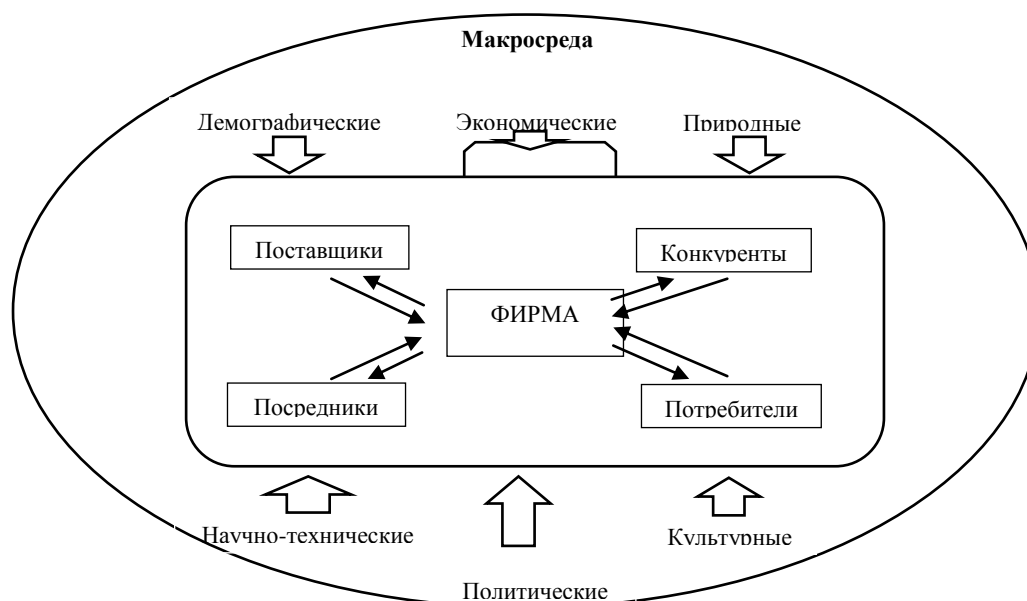 Макросреда
Демографические
Экономические
Природные
Поставщики
Конкуренты
ФИРМА
Посредники
Потребители
Научно-технические
Культурные
Политические